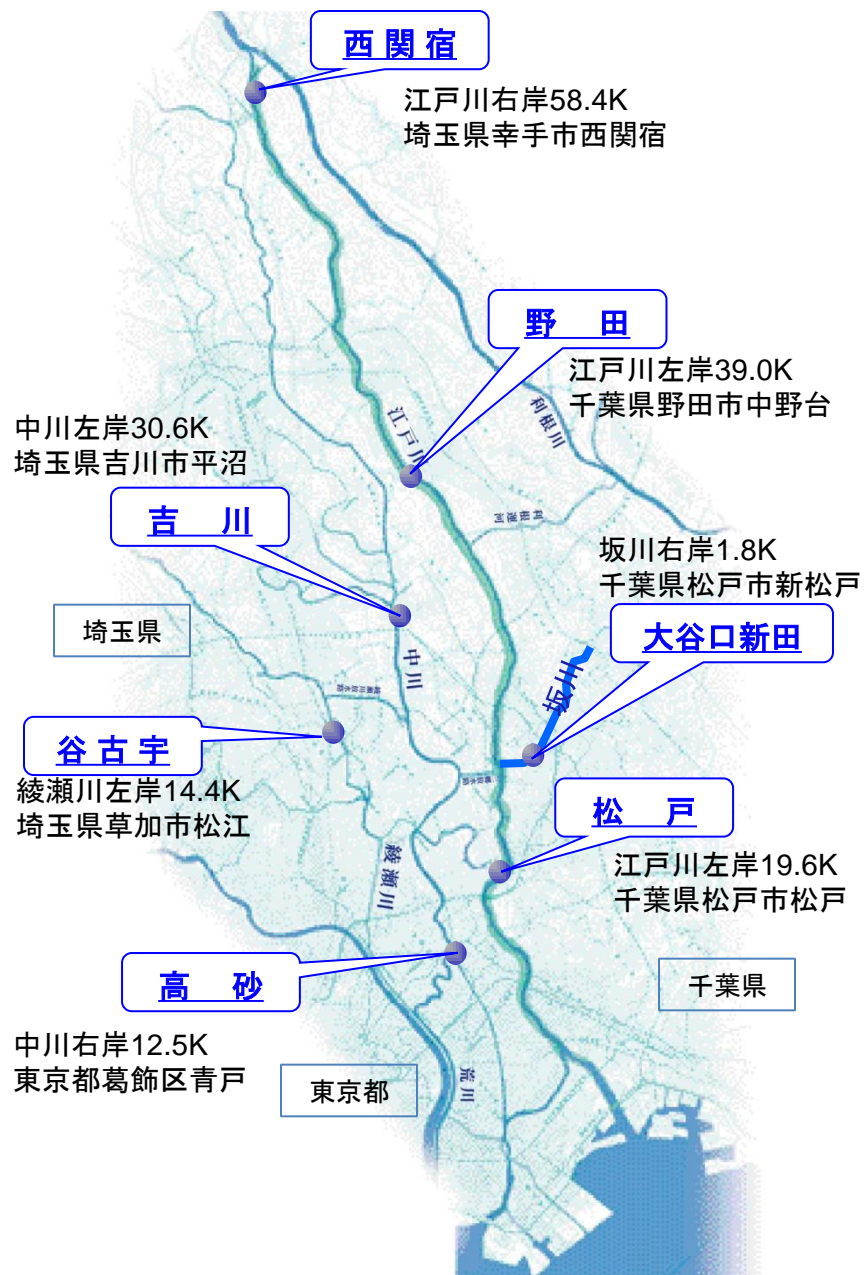 西関宿
江戸川右岸58.4K
埼玉県幸手市西関宿
野　田
江戸川左岸39.0K
千葉県野田市中野台
利根川
江戸川
中川左岸30.6K
埼玉県吉川市平沼
吉　川
利根運河
坂川右岸1.8K
千葉県松戸市新松戸
大谷口新田
埼玉県
中川
坂川
谷古宇
綾瀬川左岸14.4K
埼玉県草加市松江
松　戸
江戸川左岸19.6K
千葉県松戸市松戸
綾瀬川
高　砂
千葉県
中川右岸12.5K
東京都葛飾区青戸
東京都
荒川